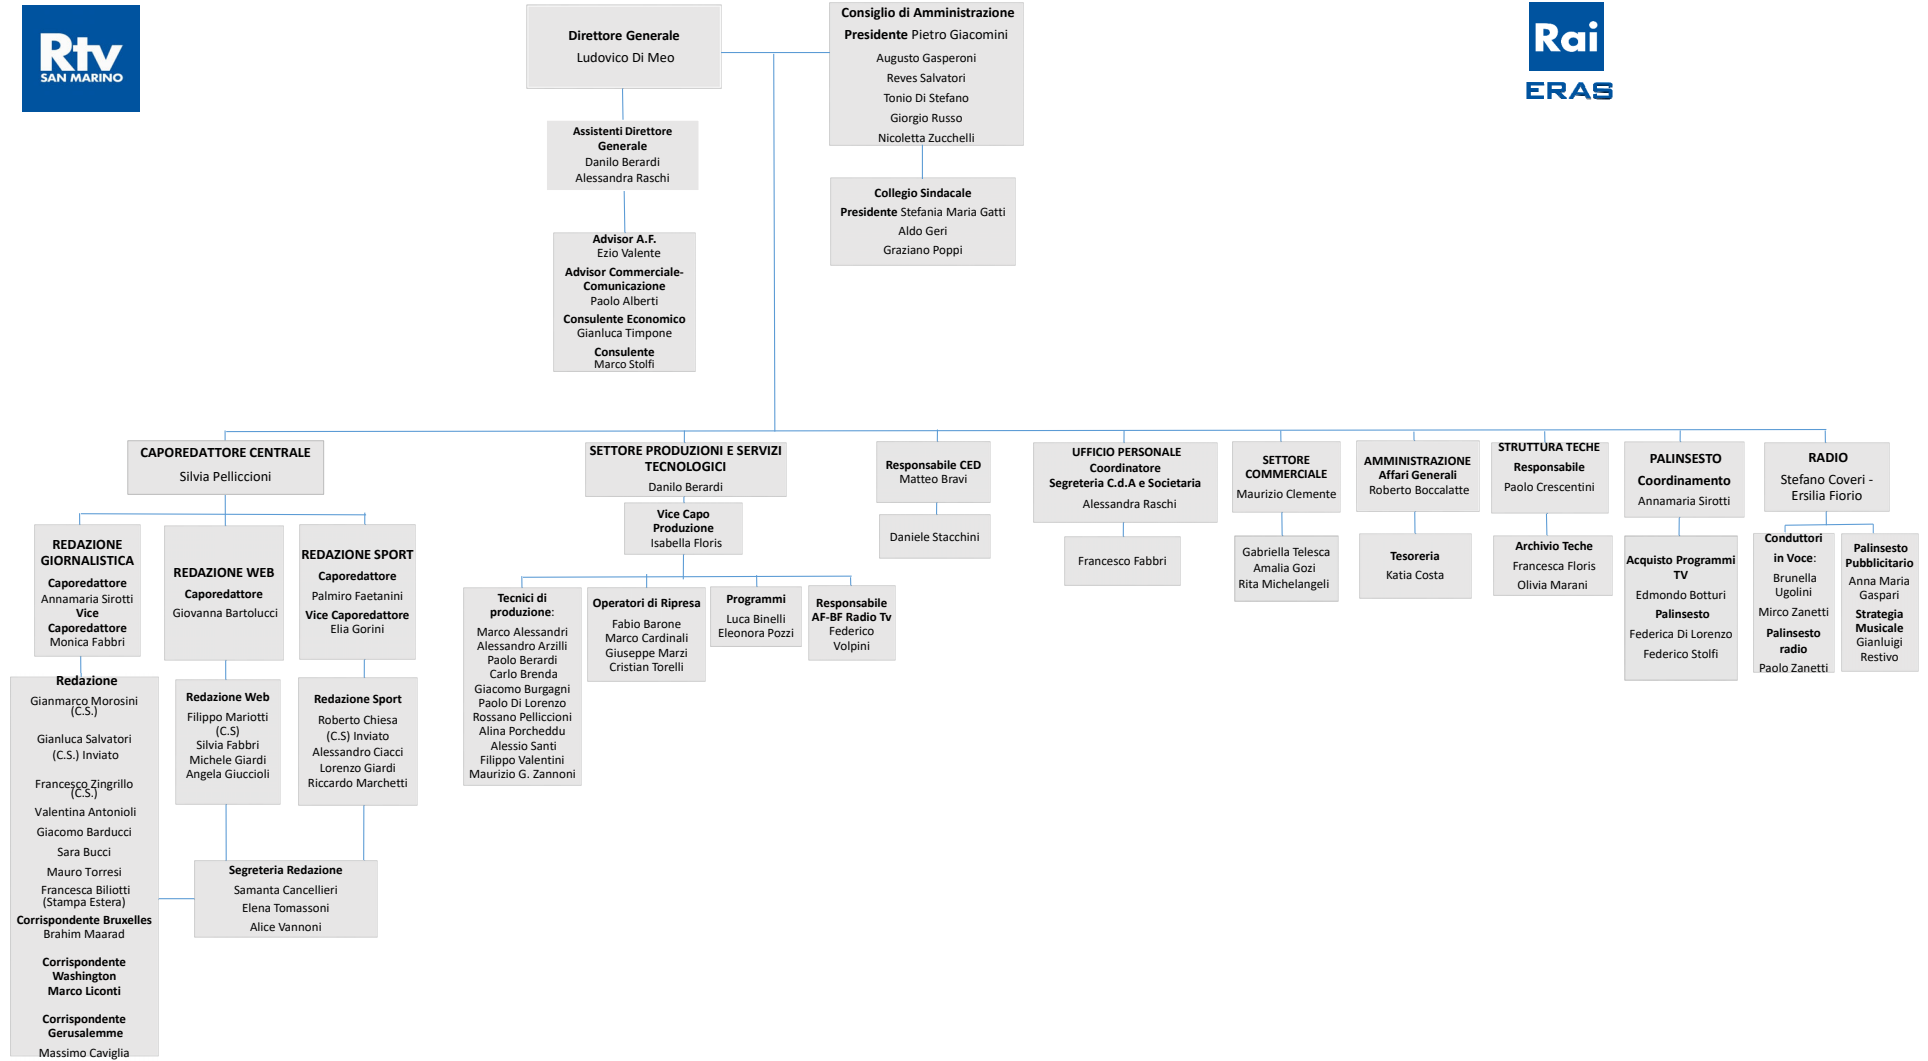 Rtv
SAN MARINO
Direttore Generale
Ludovico Di Meo
Consiglio di Amministrazione
Presidente Pietro Giacomini
Augusto Gasperoni
Reves Salvatori
Tonio Di Stefano
Giorgio Russo
Nicoletta Zucchelli
Rai
ERAS
Assistenti Direttore
Generale
Danilo Berardi
Alessandra Raschi
Collegio Sindacale
Presidente Stefania Maria Gatti
Aldo Geri
Graziano Poppi
Advisor A.F.
Ezio Valente
Advisor Commerciale-
Comunicazione
Paolo Alberti
Consulente Economico
Gianluca Timpone
Consulente
Marco Stolfi
CAPOREDATTORE CENTRALE
Silvia Pelliccioni
REDAZIONE
GIORNALISTICA
Caporedattore
Annamaria Sirotti
Vice
Caporedattore
Monica Fabbri
REDAZIONE WEB
Caporedattore
Giovanna Bartolucci
REDAZIONE SPORT
Caporedattore
Palmiro Faetanini
Vice Caporedattore
Elia Gorini
Redazione
Gianmarco Morosini
(C.S.)
Gianluca Salvatori
(C.S.) Inviato
Francesco Zingrillo
(C.S.)
Valentina Antonioli
Giacomo Barducci
Sara Bucci
Mauro Torresi
Francesca Biliotti
(Stampa Estera)
Corrispondente Bruxelles
Brahim Maarad
Corrispondente
Washington
Marco Liconti
Corrispondente
Gerusalemme
Massimo Caviglia
Redazione Web
Filippo Mariotti
(C.S)
Silvia Fabbri
Michele Giardi
Angela Giuccioli
Redazione Sport
Roberto Chiesa
(C.S) Inviato
Alessandro Ciacci
Lorenzo Giardi
Riccardo Marchetti
Segreteria Redazione
Samanta Cancellieri
Elena Tomassoni
Alice Vannoni
SETTORE PRODUZIONI E SERVIZI
TECNOLOGICI
Danilo Berardi
Vice Capo
Produzione
Isabella Floris
Tecnici di
produzione:
Marco Alessandri
Alessandro Arzilli
Paolo Berardi
Carlo Brenda
Giacomo Burgagni
Paolo Di Lorenzo
Rossano Pelliccioni
Alina Porcheddu
Alessio Santi
Filippo Valentini
Maurizio G. Zannoni
Operatori di Ripresa
Fabio Barone
Marco Cardinali
Giuseppe Marzi
Cristian Torelli
Programmi
Luca Binelli
Eleonora Pozzi
Responsabile
AF-BF Radio Tv
Federico
Volpini
Responsabile CED
Matteo Bravi
Daniele Stacchini
UFFICIO PERSONALE
Coordinatore
Segreteria C.d.A e Societaria
Alessandra Raschi
Francesco Fabbri
SETTORE
COMMERCIALE
Maurizio Clemente
Gabriella Telesca
Amalia Gozi
Rita Michelangeli
AMMINISTRAZIONE
Affari Generali
Roberto Boccalatte
Tesoreria
Katia Costa
STRUTTURA TECHE
Responsabile
Paolo Crescentini
Archivio Teche
Francesca Floris
Olivia Marani
PALINSESTO
Coordinamento
Annamaria Sirotti
Acquisto Programmi
TV
Edmondo Botturi
Palinsesto
Federica Di Lorenzo
Federico Stolfi
RADIO
Stefano Coveri -
Ersilia Fiorio
Conduttori
in Voce:
Brunella
Ugolini
Mirco Zanetti
Palinsesto
radio
Paolo Zanetti
Palinsesto
Pubblicitario
Anna Maria
Gaspari
Strategia
Musicale
Gianluigi
Restivo